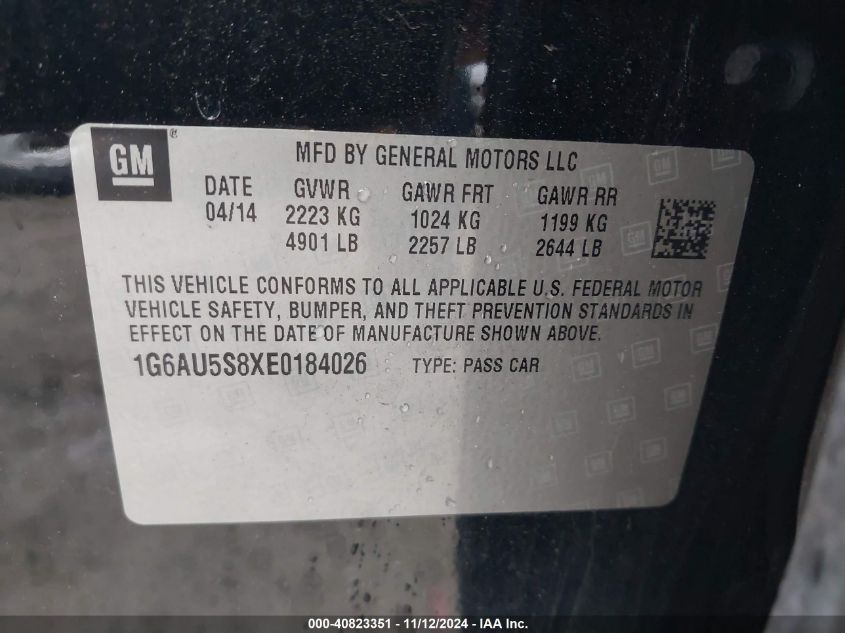 GM ®
MFD BY GENERAL MOTORS LLC
DATE GVWR GAWR FRT GAWR RR
04/14 2223 KG 1024 KG 1199 KG
4901 LB 2257 LB 2644 LB
THIS VEHICLE CONFORMS TO ALL APPLICABLE U.S. FEDERAL MOTOR
VEHICLE SAFETY, BUMPER, AND THEFT PREVENTION STANDARDS IN
EFFECT ON THE DATE OF MANUFACTURE SHOWN ABOVE.
1G6AU5S8XE0184026 TYPE: PASS CAR
©️ 40823351 - 11/12/2024 - IAA Inc.